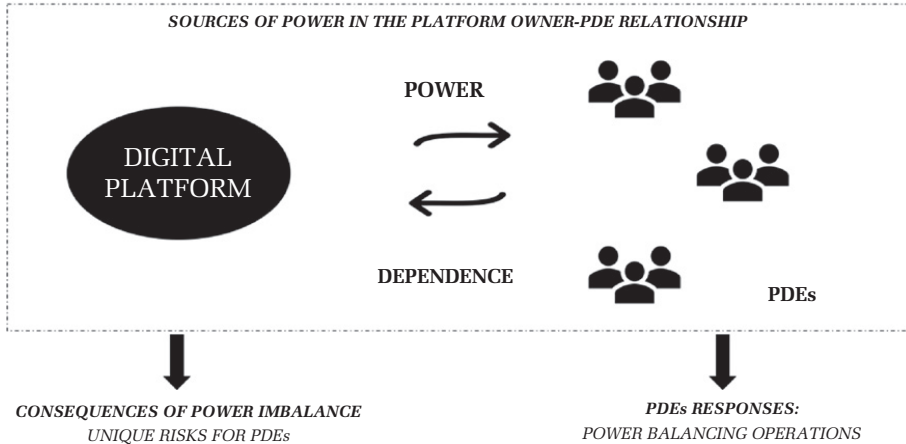 SOURCES OF POWER IN THE PLATFORM OWNER-PDE RELATIONSHIP
POWER
DIGITAL
PLATFORM
DEPENDENCE
PDEs
CONSEQUENCES OF POWER IMBALANCE
UNIQUE RISKS FOR PDEs
PDEs RESPONSES:
POWER BALANCING OPERATIONS